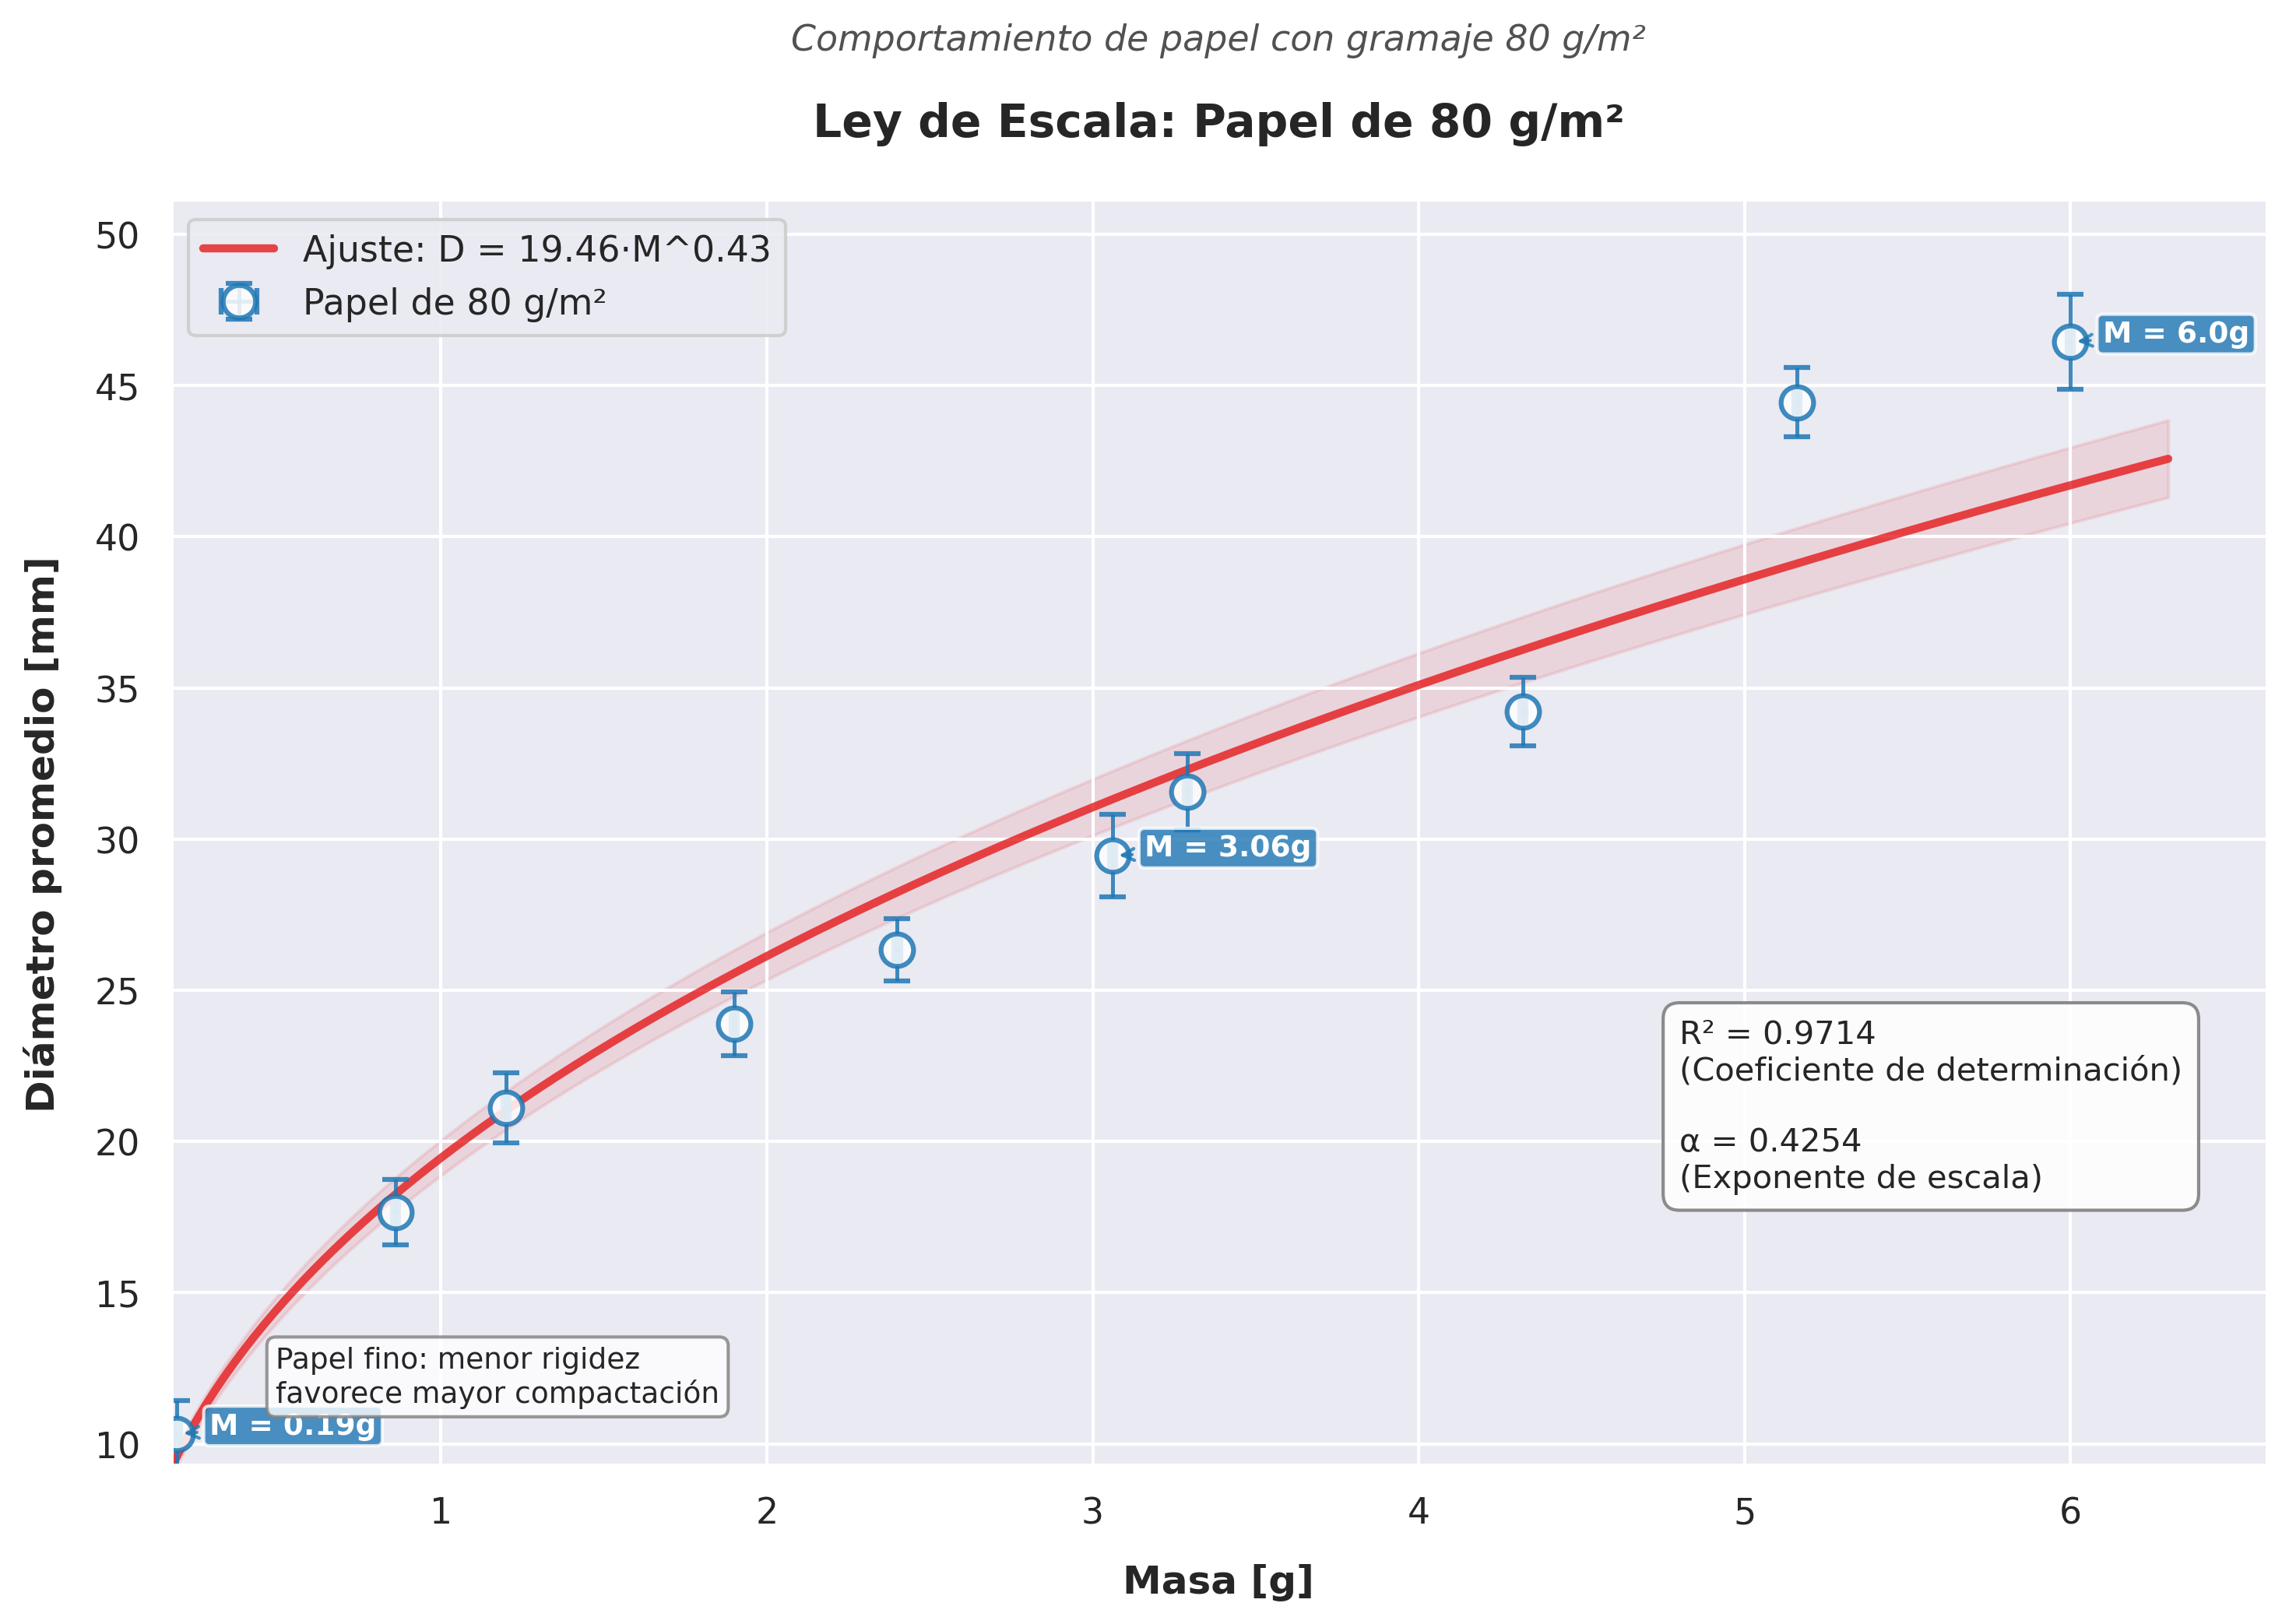 Comportamiento de papel con gramaje 80 g/m²
Ley de Escala: Papel de 80 g/m²
Ajuste: D = 19.46·M^0.43
Papel de 80 g/m²
Diámetro promedio [mm]
50
45
40
35
30
25
20
15
10
M = 6.0g
M = 3.06g
R² = 0.9714
(Coeficiente de determinación)
α = 0.4254
(Exponente de escala)
Papel fino: menor rigidez
favorece mayor compactación
M = 0.19g
1
2
3
4
5
6
Masa [g]